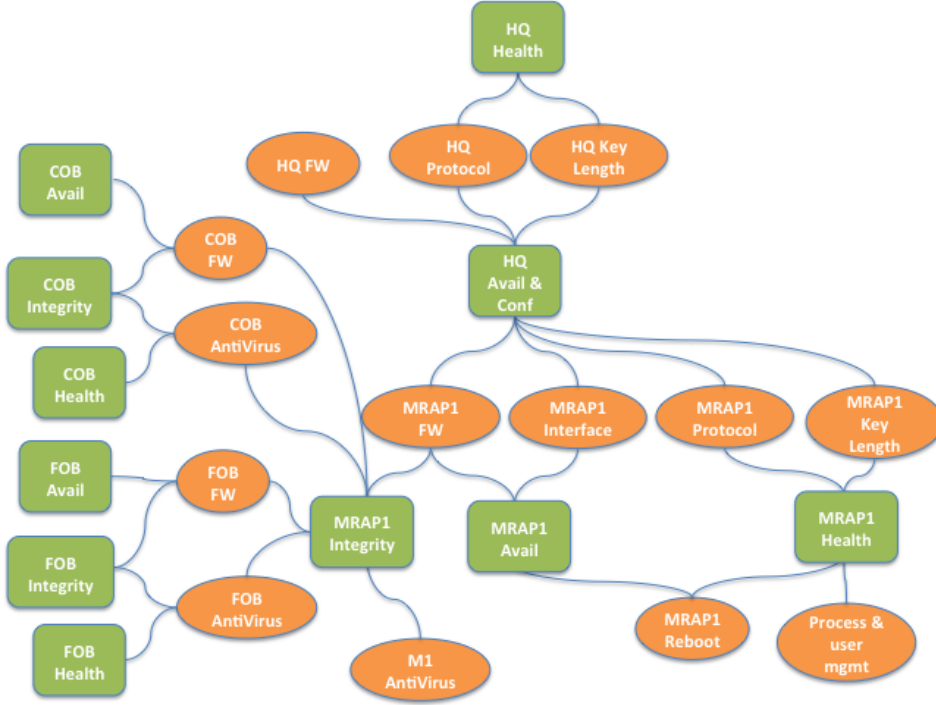 HQ
Health
HQ FW
HQ
Protocol
HQ Key
Length
COB
Avail
COB
FW
HQ
Avail &
Conf
COB
Integrity
COB
AntiVirus
COB
Health
MRAP1
FW
MRAP1
Interface
MRAP1
Protocol
MRAP1
Key
Length
FOB
Avail
FOB
FW
MRAP1
Integrity
MRAP1
Avail
MRAP1
Health
FOB
Integrity
FOB
AntiVirus
FOB
Health
M1
AntiVirus
MRAP1
Reboot
Process &
user
mgmt